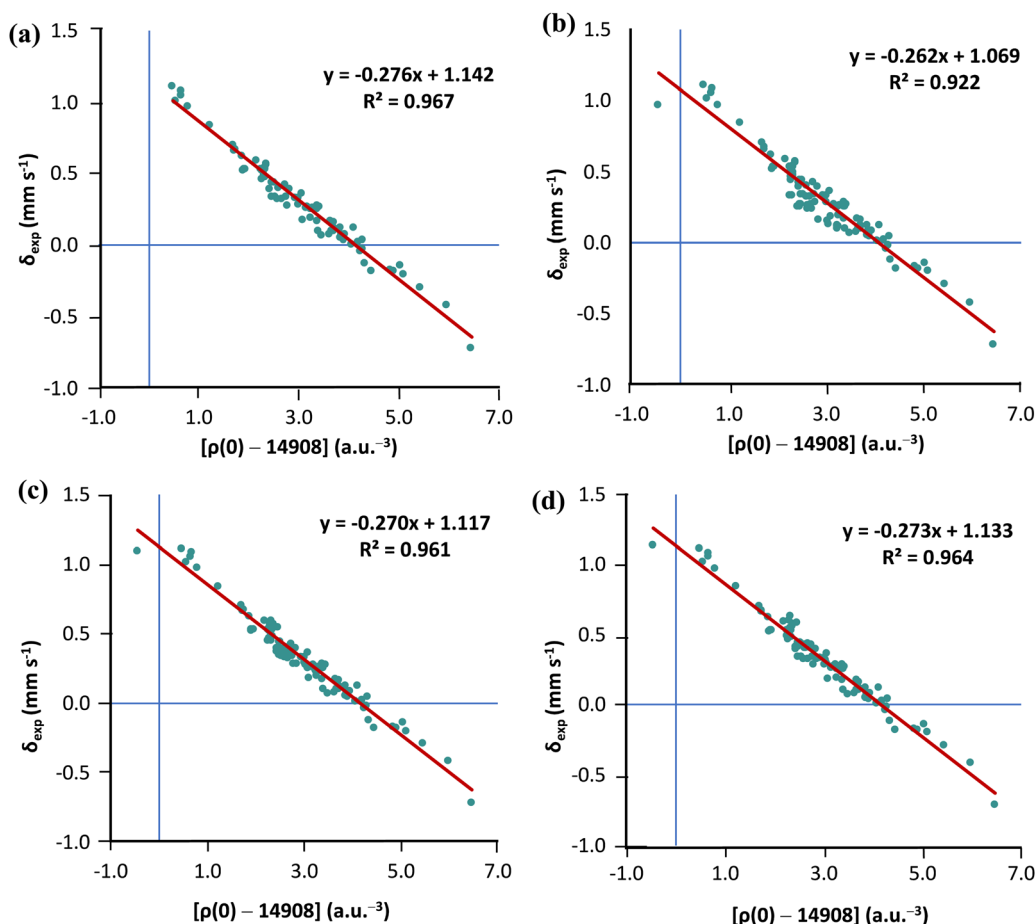 (a)
1.5
1.0
0.5
0.0
-0.5
-1.0
δexp (mm s⁻¹)
y = -0.276x + 1.142
R² = 0.967
-1.0 1.0 3.0 5.0 7.0
[ρ(0) – 14908] (a.u.⁻³)
(b)
1.5
1.0
0.5
0.0
-0.5
-1.0
δexp (mm s⁻¹)
y = -0.262x + 1.069
R² = 0.922
-1.0 1.0 3.0 5.0 7.0
[ρ(0) – 14908] (a.u.⁻³)
(c)
1.5
1.0
0.5
0.0
-0.5
-1.0
δexp (mm s⁻¹)
y = -0.270x + 1.117
R² = 0.961
-1.0 1.0 3.0 5.0 7.0
[ρ(0) – 14908] (a.u.⁻³)
(d)
1.5
1.0
0.5
0.0
-0.5
-1.0
δexp (mm s⁻¹)
y = -0.273x + 1.133
R² = 0.964
-1.0 1.0 3.0 5.0 7.0
[ρ(0) – 14908] (a.u.⁻³)